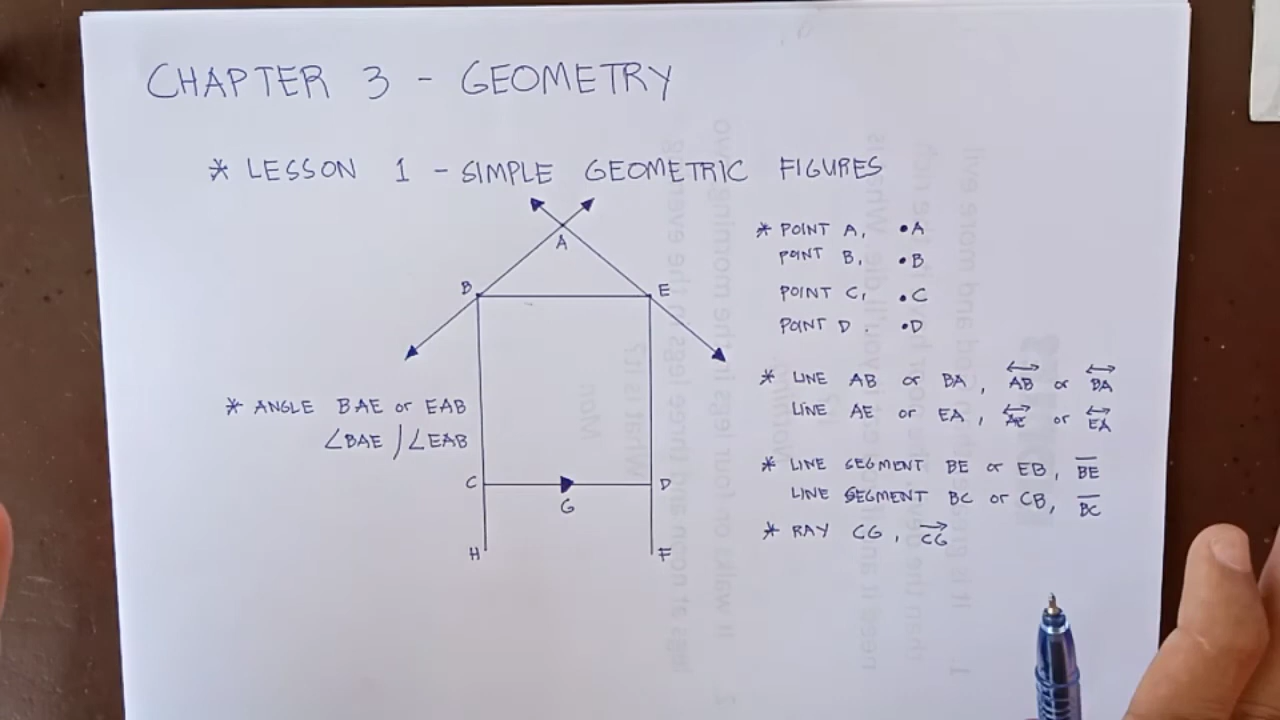 CHAPTER 3 - GEOMETRY
* LESSON 1 - SIMPLE GEOMETRIC FIGURES
A
B
E
C
G
D
H
F
* ANGLE BAE or EAB
∠BAE / ∠EAB
* POINT A, •A
POINT B, •B
POINT C, •C
POINT D. •D
* LINE AB or BA, AB or BA
LINE AE or EA, AE or EA
* LINE SEGMENT BE or EB, BE
LINE SEGMENT BC or CB, BC
* RAY CG, CG